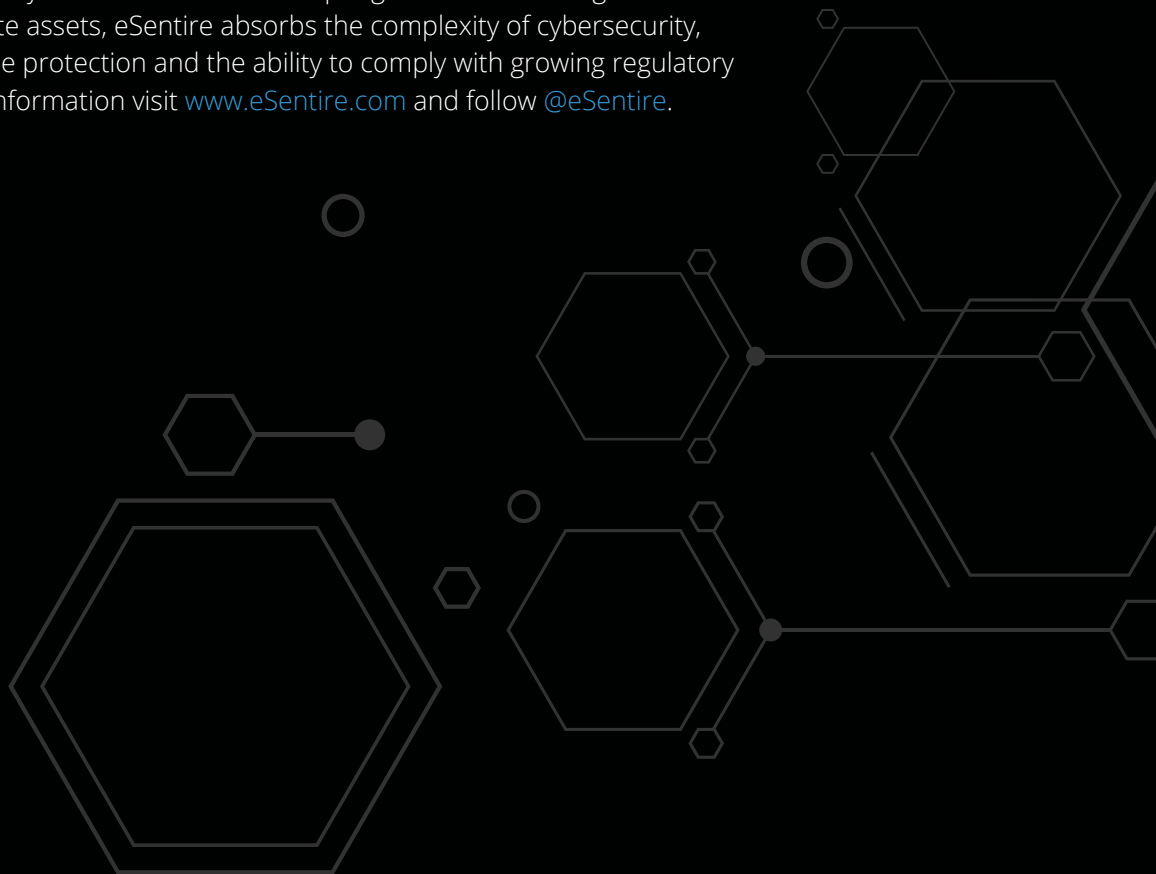 te assets, eSentire absorbs the complexity of cybersecurity,
e protection and the ability to comply with growing regulatory
nformation visit www.eSentire.com and follow @eSentire.